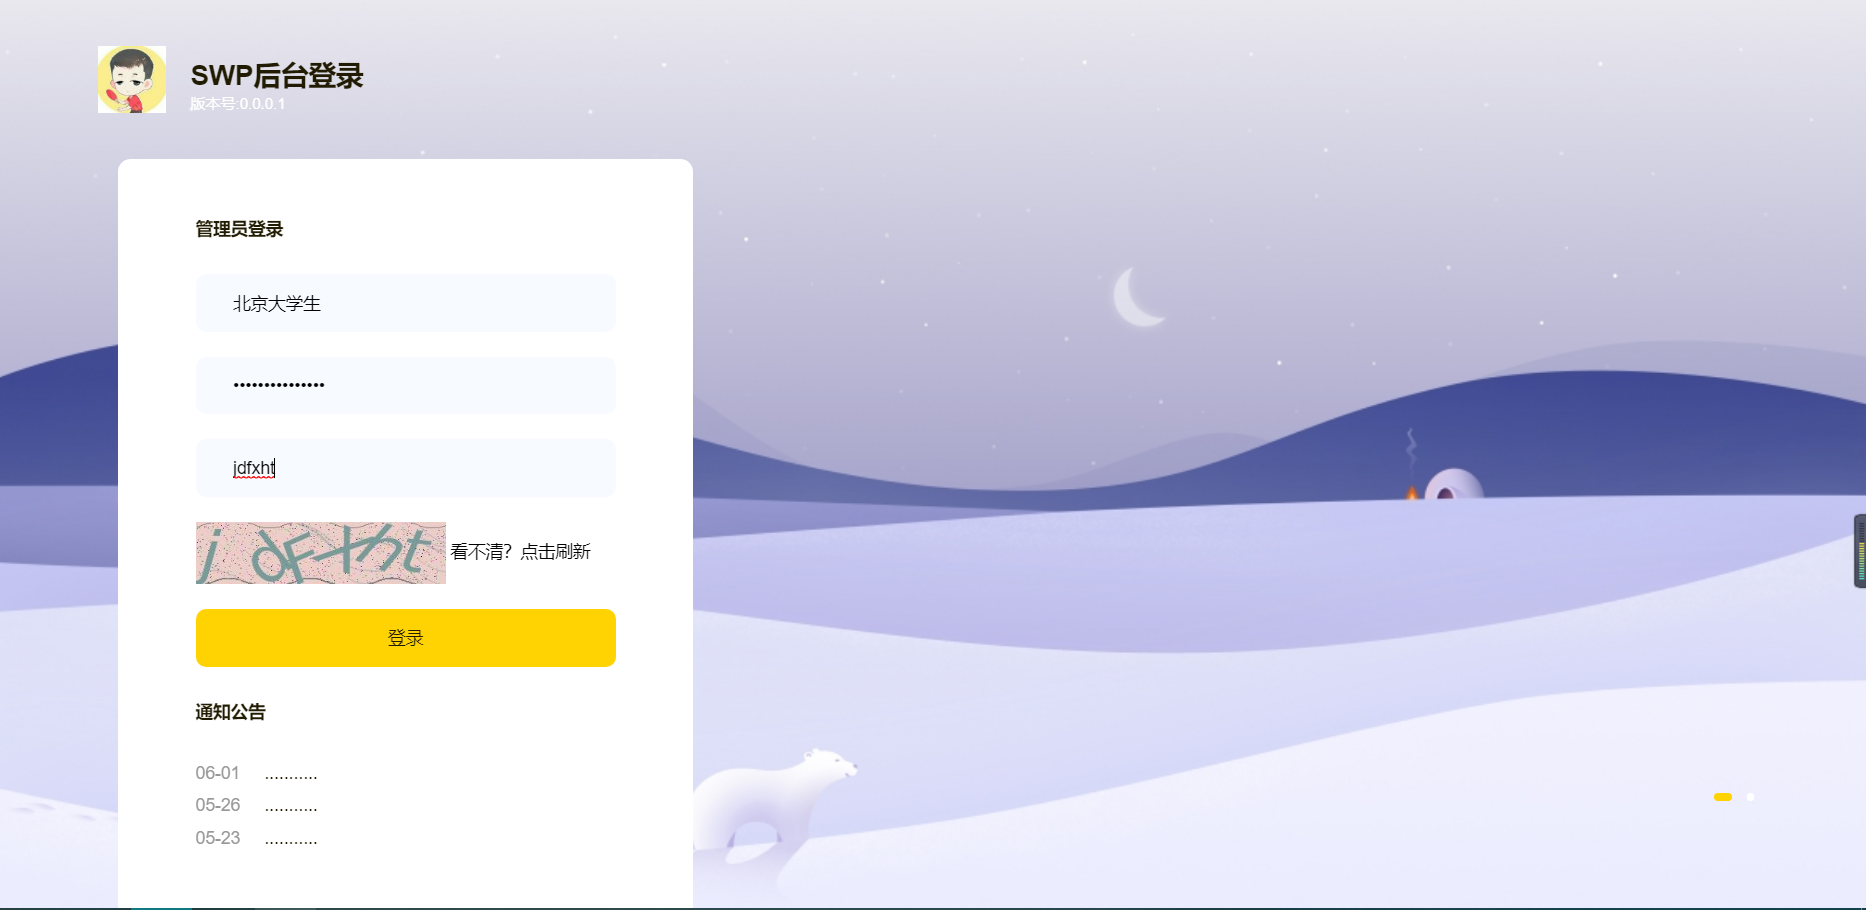 SWP后台登录
版本号:0.0.0.1
管理员登录
北京大学生
•••••••••••••••
jdfxht
jdFxht 看不清？点击刷新
登录
通知公告
06-01 ...........
05-26 ...........
05-23 ...........